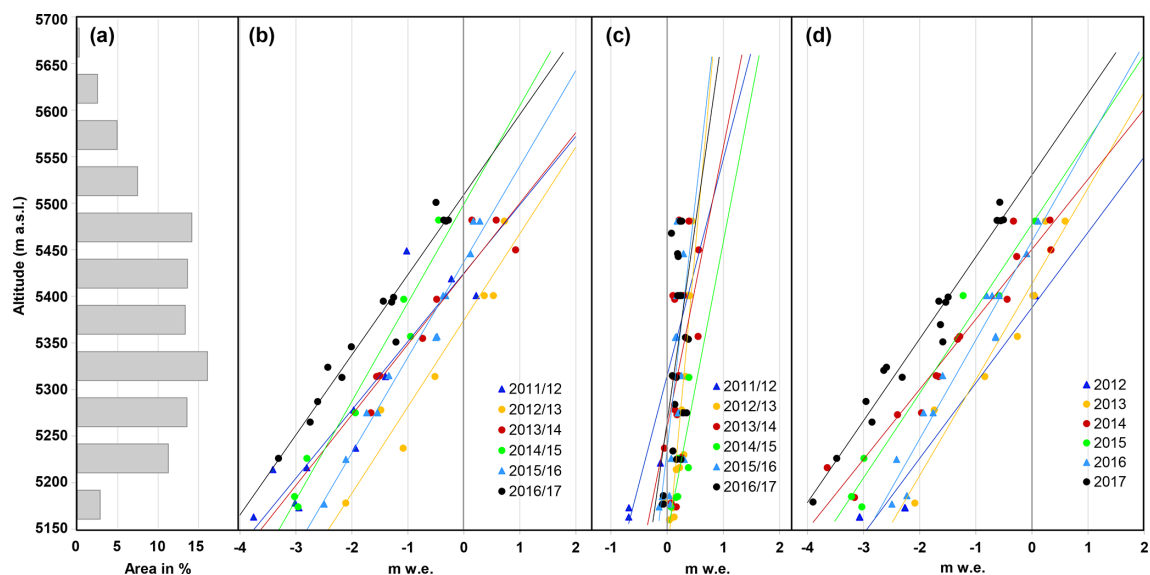 (a)
(b)
(c)
(d)
Altitude (m a.s.l.)
5700
5650
5600
5550
5500
5450
5400
5350
5300
5250
5200
5150
2011/12
2012/13
2013/14
2014/15
2015/16
2016/17
2011/12
2012/13
2013/14
2014/15
2015/16
2016/17
2012
2013
2014
2015
2016
2017
0 5 10 15
-4 -3 -2 -1 0 1 2
-1 0 1 2
-4 -3 -2 -1 0 1 2
Area in %
m w.e.
m w.e.
m w.e.